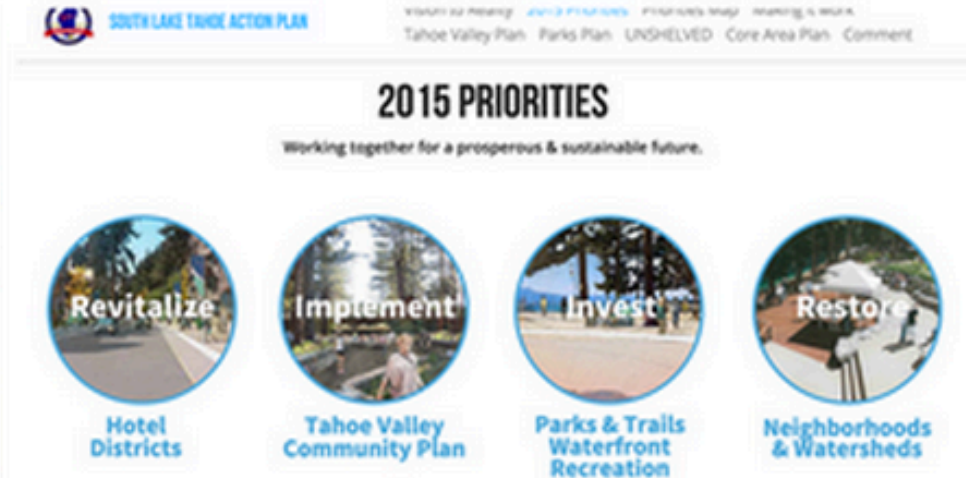 SOUTH LAKE TAHOE ACTION PLAN
Vision to Reality 2015 Priorities Priorities Map Making it Work
Tahoe Valley Plan Parks Plan UNSHELVED Core Area Plan Comment
2015 PRIORITIES
Working together for a prosperous & sustainable future.
Revitalize Implement Invest Restore
Hotel Districts
Tahoe Valley Community Plan
Parks & Trails Waterfront Recreation
Neighborhoods & Watersheds